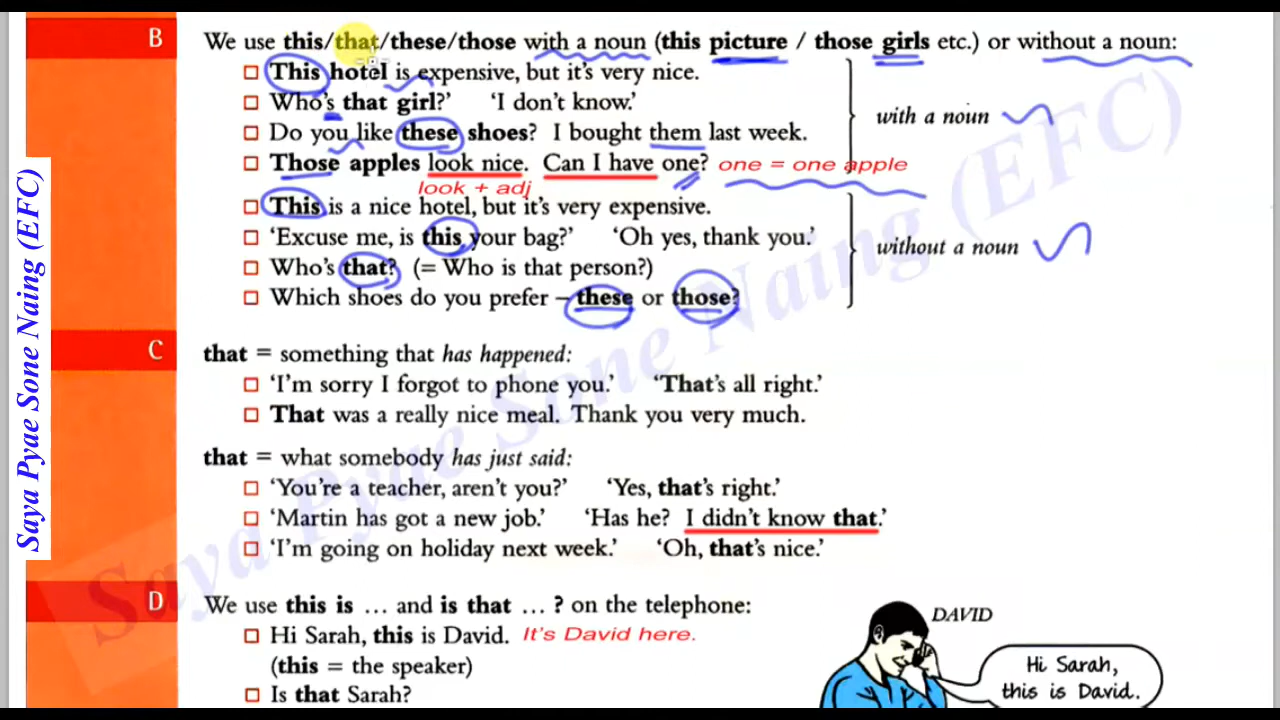 B
We use this/that/these/those with a noun (this picture / those girls etc.) or without a noun:
This hotel is expensive, but it's very nice.
Who's that girl?' 'I don't know.'
Do you like these shoes? I bought them last week.
with a noun
Those apples look nice. Can I have one? one = one apple
look + adj
This is a nice hotel, but it's very expensive.
'Excuse me, is this your bag?' 'Oh yes, thank you.'
Who's that? (= Who is that person?)
without a noun
Which shoes do you prefer – these or those?
C
that = something that has happened:
'I'm sorry I forgot to phone you.' 'That's all right.'
That was a really nice meal. Thank you very much.
that = what somebody has just said:
'You're a teacher, aren't you?' 'Yes, that's right.'
'Martin has got a new job.' 'Has he? I didn't know that.'
'I'm going on holiday next week.' 'Oh, that's nice.'
D
We use this is … and is that … ? on the telephone:
Hi Sarah, this is David. It's David here.
(this = the speaker)
Is that Sarah?
DAVID
Hi Sarah,
this is David.
Saya Pyae Sone Naing (EFC)
Saya Pyae Sone Naing (EFC)